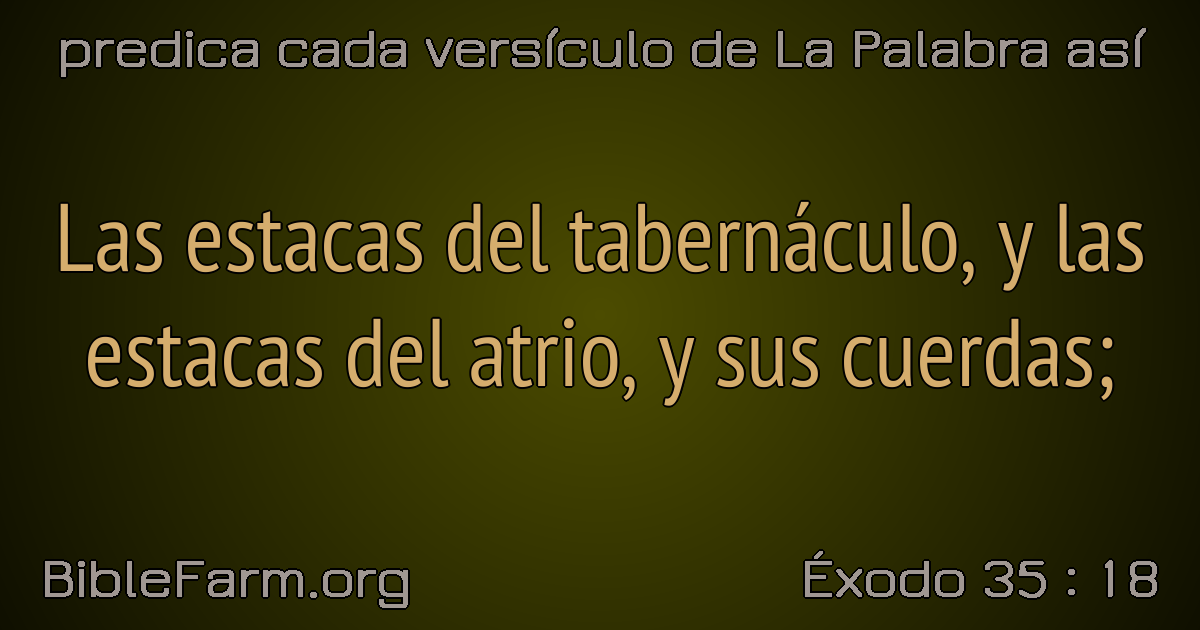 predica cada versículo de La Palabra así
Las estacas del tabernáculo, y las
estacas del atrio, y sus cuerdas;
BibleFarm.org
Éxodo 35 : 18